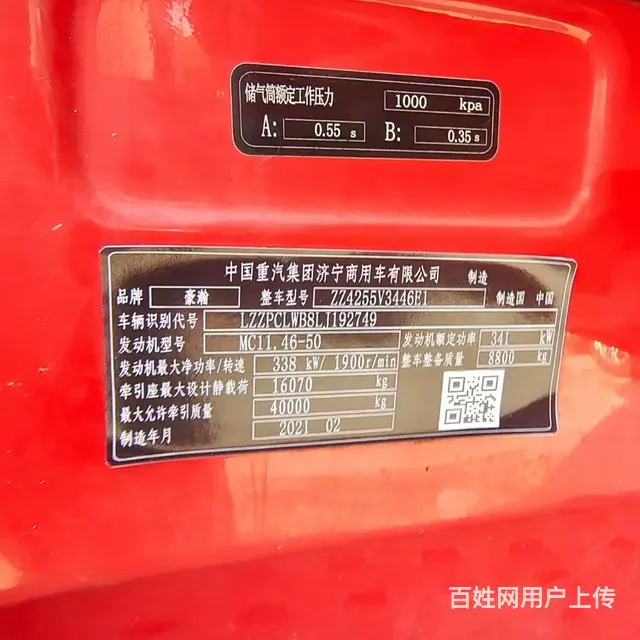 储气筒额定工作压力 1000 kpa
A: 0.55 s B: 0.35 s
中国重汽集团济宁商用车有限公司 制造
品牌 豪瀚 整车型号 ZZ4255V3446E1 制造国 中国
车辆识别代号 LZZPCLWB8LJ192749
发动机型号 MC11.46-50 发动机额定功率 341 kW
发动机最大净功率/转速 338 kW/ 1900r/min 整车整备质量 8800 kg
牵引座最大设计静载荷 16070 kg
最大允许牵引质量 40000 kg
制造年月 2021 02
百姓网用户上传